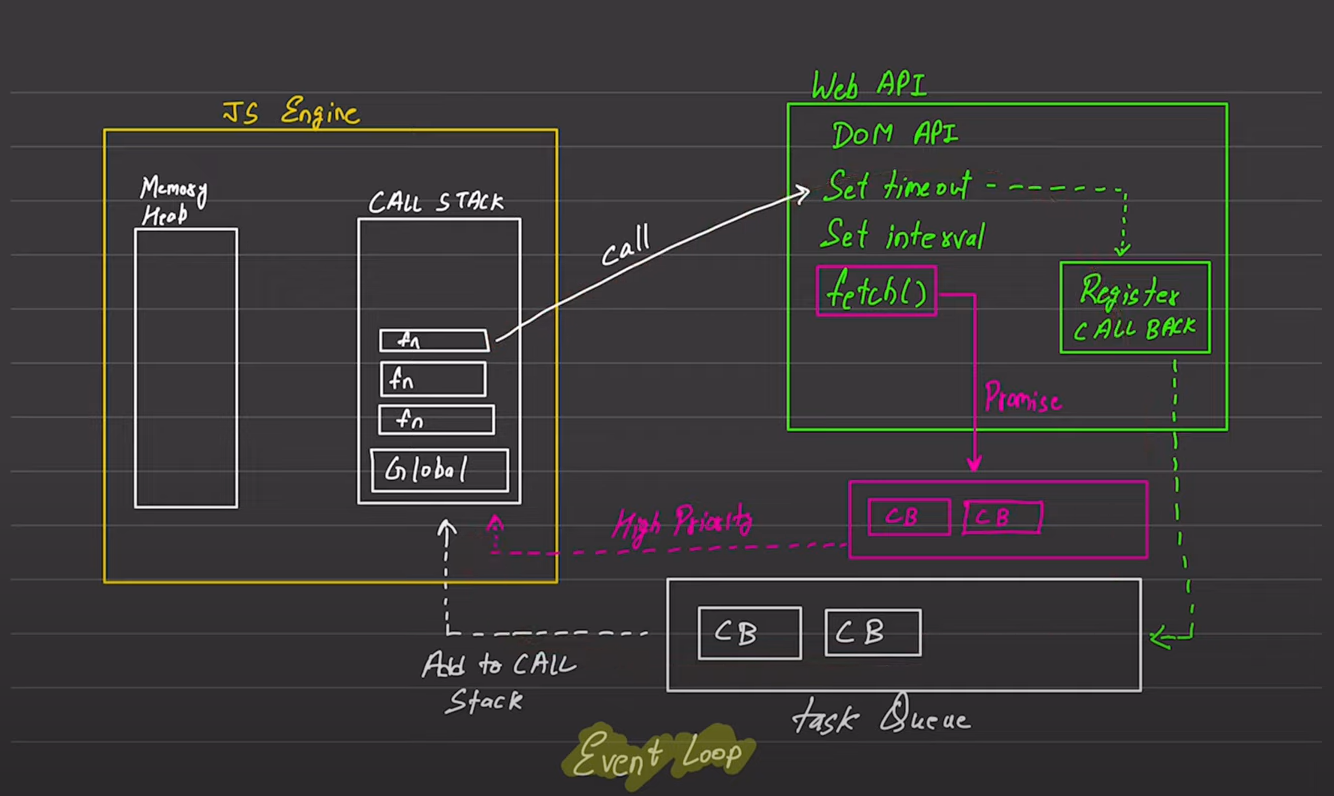 JS Engine
Memory
Heab
CALL STACK
fn
fn
fn
Global
call
Web API
DOM API
Set timeout
Set interval
fetch()
Register
CALL BACK
Promise
CB CB
High Priority
CB CB
Add to CALL
Stack
task Queue
Event Loop